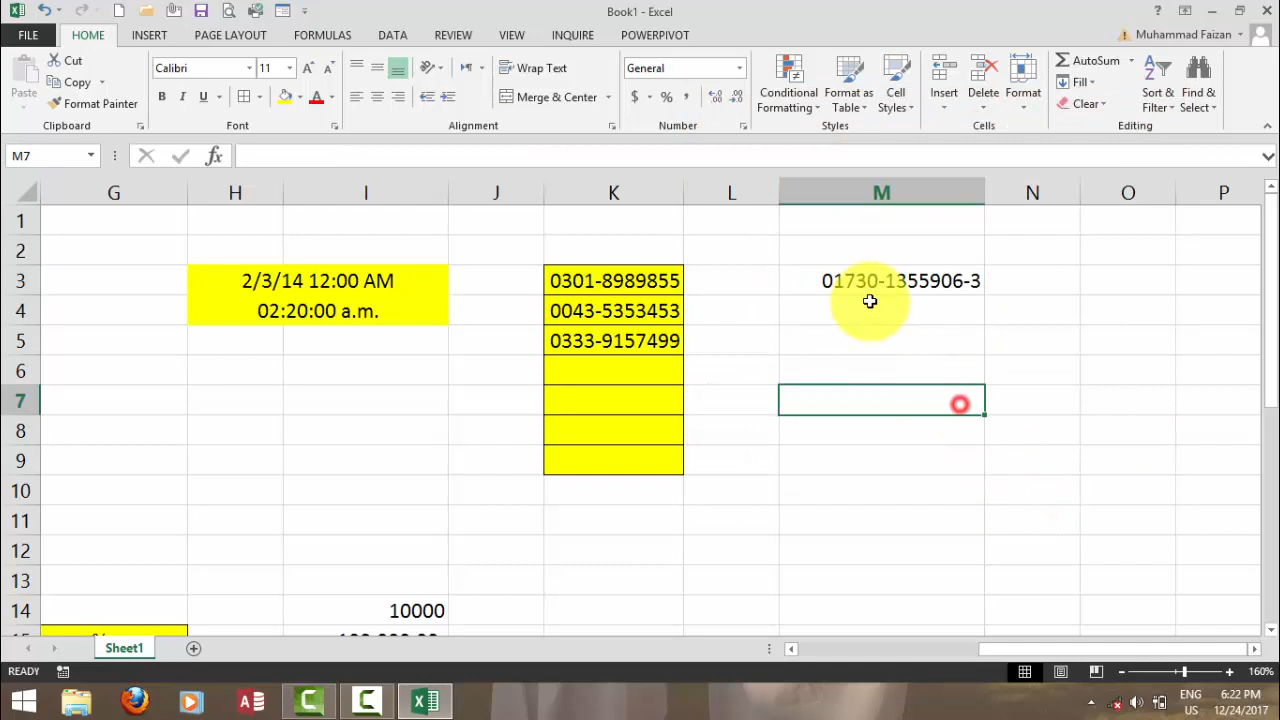 Book1 - Excel
FILE HOME INSERT PAGE LAYOUT FORMULAS DATA REVIEW VIEW INQUIRE POWERPIVOT Muhammad Faizan
Paste
Cut
Copy
Format Painter
Calibri 11
B I U
Wrap Text
Merge & Center
General
$ % ,
Conditional Formatting
Format as Table
Cell Styles
Insert
Delete
Format
AutoSum
Fill
Clear
Sort & Filter
Find & Select
Clipboard Font Alignment Number Styles Cells Editing
M7 fx
G H I J K L M N O P
1
2
3 2/3/14 12:00 AM 0301-8989855 01730-1355906-3
4 02:20:00 a.m. 0043-5353453
5 0333-9157499
6
7
8
9
10
11
12
13
14 10000
Sheet1
READY 160%
ENG 6:22 PM
US 12/24/2017